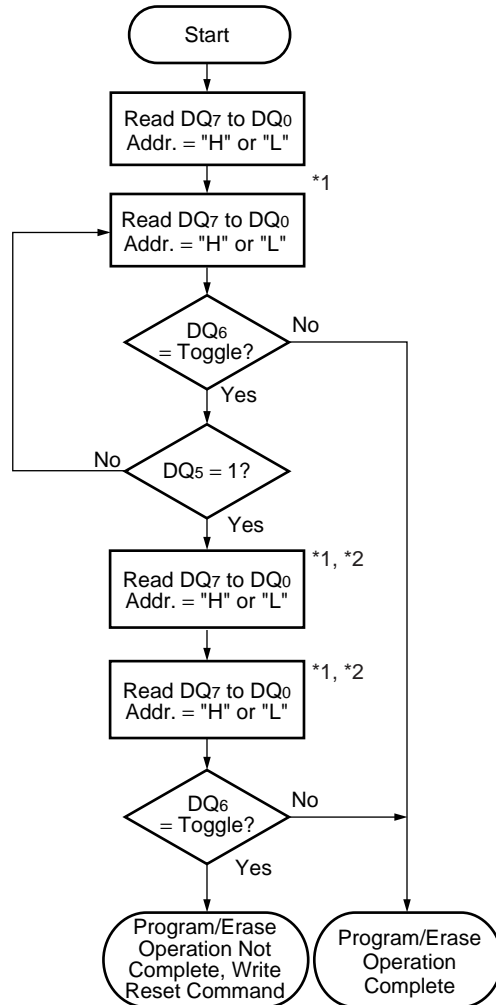 Start
Read DQ7 to DQ0
Addr. = "H" or "L"
*1
Read DQ7 to DQ0
Addr. = "H" or "L"
DQ6
= Toggle?
No
Yes
No
DQ5 = 1?
Yes
*1, *2
Read DQ7 to DQ0
Addr. = "H" or "L"
*1, *2
Read DQ7 to DQ0
Addr. = "H" or "L"
DQ6
= Toggle?
No
Yes
Program/Erase
Operation Not
Complete, Write
Reset Command
Program/Erase
Operation
Complete